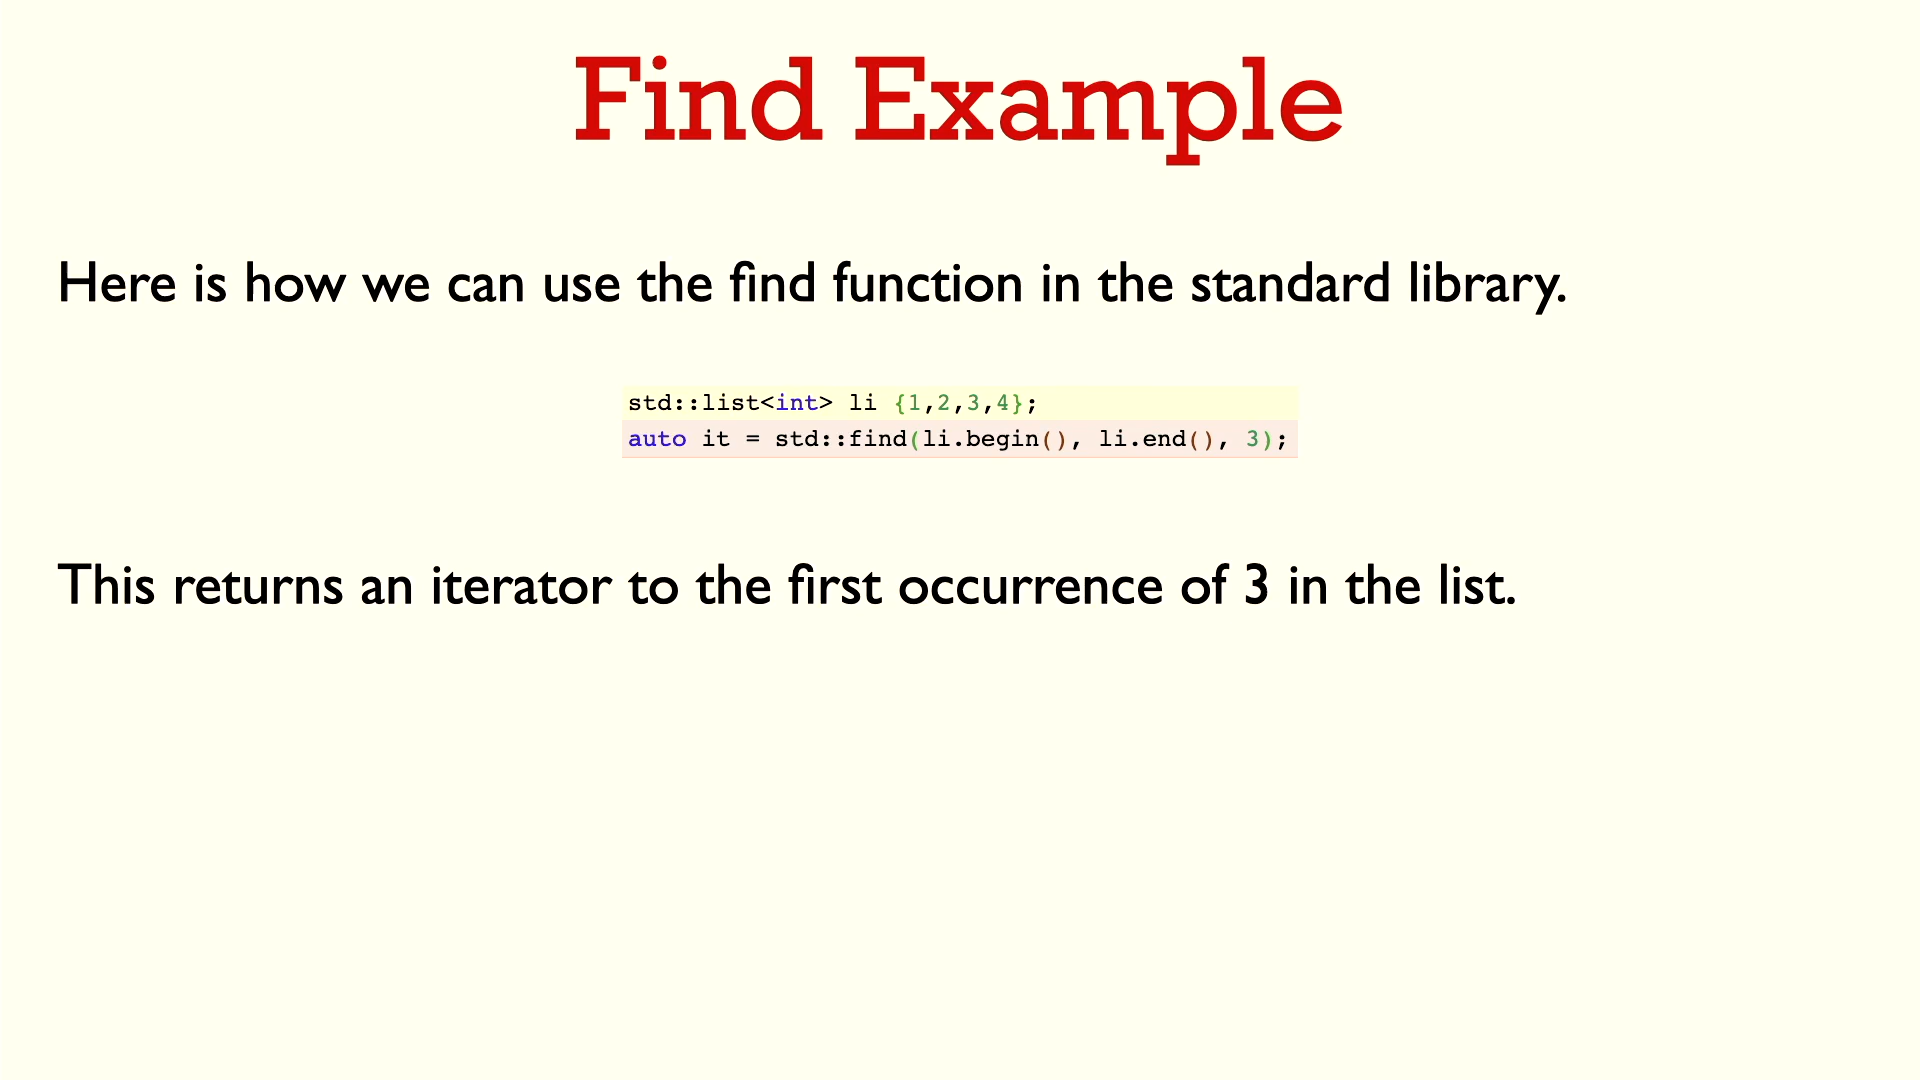 Find Example
Here is how we can use the find function in the standard library.
std::list<int> li {1,2,3,4};
auto it = std::find(li.begin(), li.end(), 3);
This returns an iterator to the first occurrence of 3 in the list.